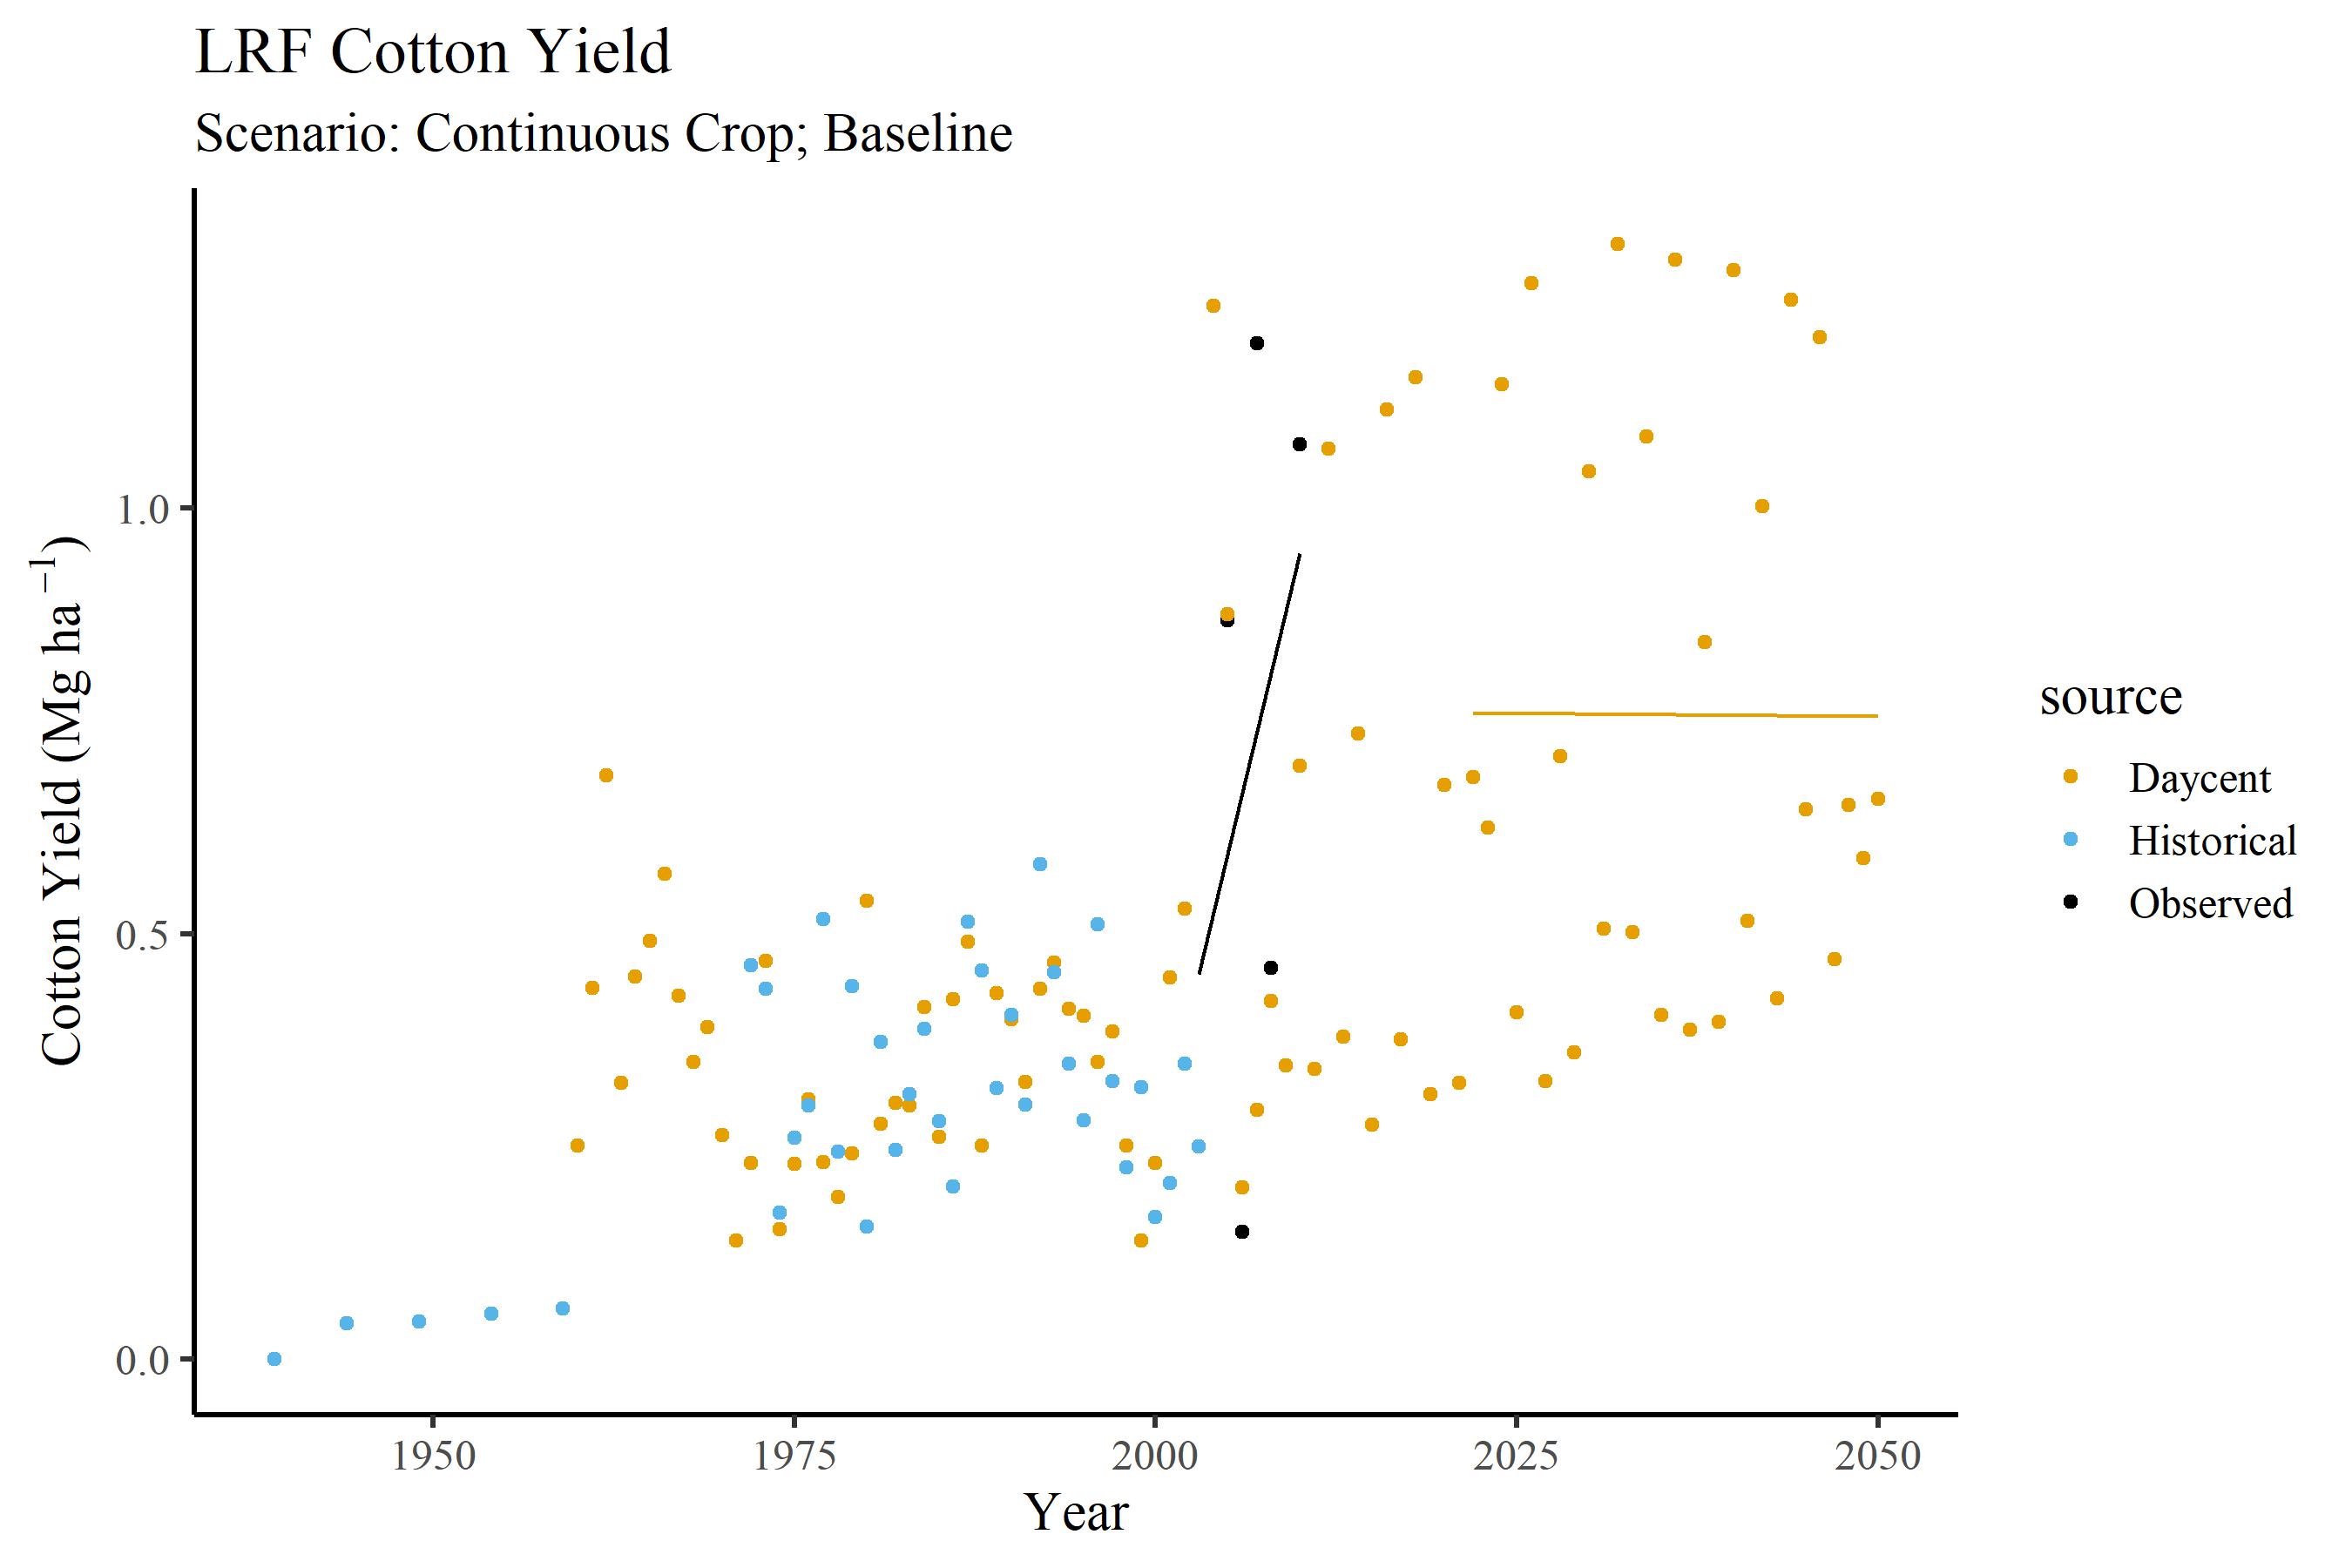 LRF Cotton Yield
Scenario: Continuous Crop; Baseline
Cotton Yield (Mg ha⁻¹)
1.0
0.5
0.0
1950
1975
2000
2025
2050
Year
source
Daycent
Historical
Observed